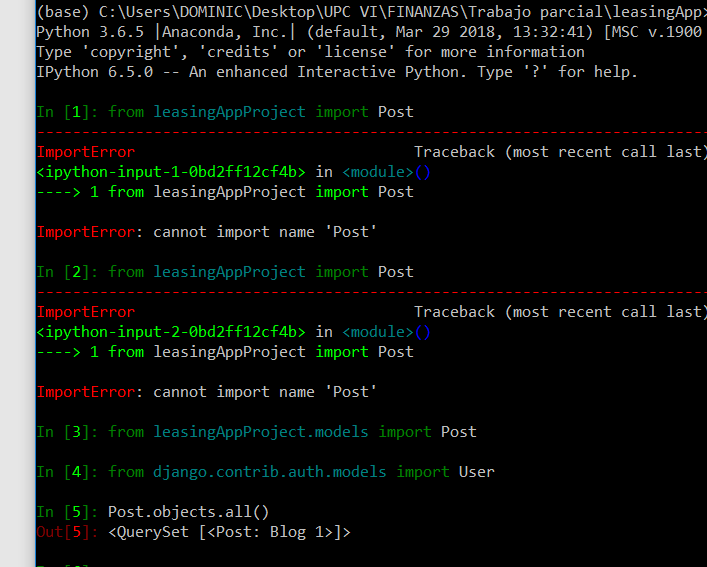 (base) C:\Users\DOMINIC\Desktop\UPC VI\FINANZAS\Trabajo parcial\leasingApp>
Python 3.6.5 |Anaconda, Inc.| (default, Mar 29 2018, 13:32:41) [MSC v.1900
Type 'copyright', 'credits' or 'license' for more information
IPython 6.5.0 -- An enhanced Interactive Python. Type '?' for help.
In [1]: from leasingAppProject import Post
---------------------------------------------------------------------------
ImportError                               Traceback (most recent call last)
<ipython-input-1-0bd2ff12cf4b> in <module>()
----> 1 from leasingAppProject import Post
ImportError: cannot import name 'Post'
In [2]: from leasingAppProject import Post
---------------------------------------------------------------------------
ImportError                               Traceback (most recent call last)
<ipython-input-2-0bd2ff12cf4b> in <module>()
----> 1 from leasingAppProject import Post
ImportError: cannot import name 'Post'
In [3]: from leasingAppProject.models import Post
In [4]: from django.contrib.auth.models import User
In [5]: Post.objects.all()
Out[5]: <QuerySet [<Post: Blog 1>]>